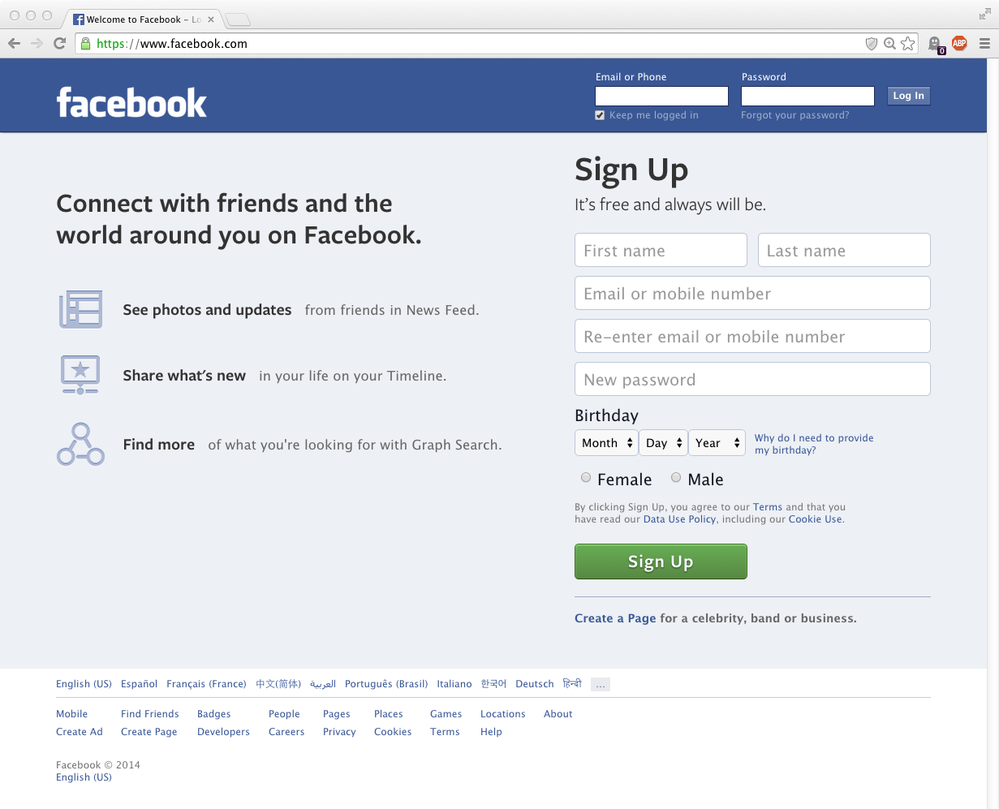 Welcome to Facebook – Lo
https://www.facebook.com
0
ABP
facebook
Email or Phone
Password
Log In
Keep me logged in
Forgot your password?
Connect with friends and the
world around you on Facebook.
See photos and updates from friends in News Feed.
Share what's new in your life on your Timeline.
Find more of what you're looking for with Graph Search.
Sign Up
It's free and always will be.
First name
Last name
Email or mobile number
Re-enter email or mobile number
New password
Birthday
Month Day Year
Why do I need to provide
my birthday?
Female Male
By clicking Sign Up, you agree to our Terms and that you
have read our Data Use Policy, including our Cookie Use.
Sign Up
Create a Page for a celebrity, band or business.
English (US) Español Français (France) 中文(简体) العربية Português (Brasil) Italiano 한국어 Deutsch हिन्दी ...
Mobile Find Friends Badges People Pages Places Games Locations About
Create Ad Create Page Developers Careers Privacy Cookies Terms Help
Facebook © 2014
English (US)